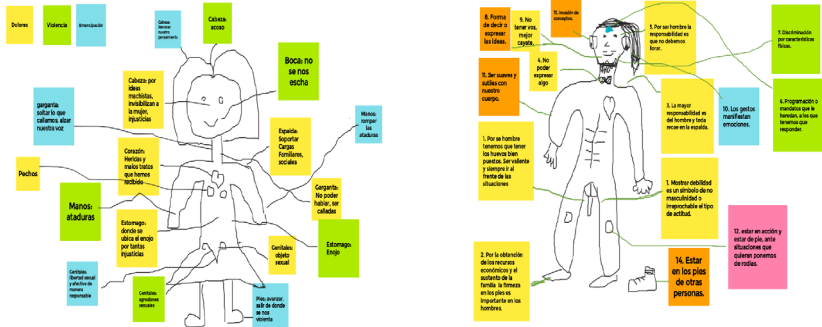 Dolores
Violencia
Emancipación
Cabeza:
decorar
nuestro
pensamiento
Cabeza:
acoso
Boca: no
se nos
escha
Cabeza: por
ideas
machistas,
invisibilizan a
la mujer,
injusticias
garganta:
soltar lo que
callamos. alzar
nuestra voz
Manos:
romper
las
ataduras
Espalda:
Soportar
Cargas
Familiares,
sociales
Corazón:
Heridas y
malos tratos
que hemos
recibido
Pechos
Garganta:
No poder
hablar, ser
calladas
Manos:
ataduras
Estomago:
donde se
ubica el enojo
por tantas
injusticias
Estomago:
Enojo
Genitales:
objeto
sexual
Genitales,
libertad sexual
y efectiva de
manera
responsable
Genitales:
agresiones
sexuales
Pies: avanzar,
salir de donde
se nos
violenta
8. Forma
de decir o
expresar
las ideas.
9. No
tener vos,
mejor
cayate.
15. Invasión de
conceptos.
5. Por ser hombre la
responsabilidad es
que no debemos
llorar.
7. Discriminación
por características
físicas.
4. No
poder
expresar
algo
11. Ser suaves y
sutiles con
nuestro
cuerpo.
3. La mayor
responsabilidad es
del hombre y toda
recae en la espalda.
10. Los gestos
manifiestan
emociones.
6. Programación o
mandatos que le
heredan, a los que
tenemos que
responder.
1. Por se hombre
tenemos que tener
los huevos bien
puestos. Ser valiente
y siempre ir al
frente de las
situaciones
1. Mostrar debilidad
es un símbolo de no
masculinidad o
irreprochable el tipo
de actitud.
12. estar en acción y
estar de pie, ante
situaciones que
quieran ponernos
de rodias.
2. Por la obtención
de los recursos
económicos y el
sustento de la
familia la firmeza
en los pies es
importante en los
hombres.
14. Estar
en los pies
de otras
personas.